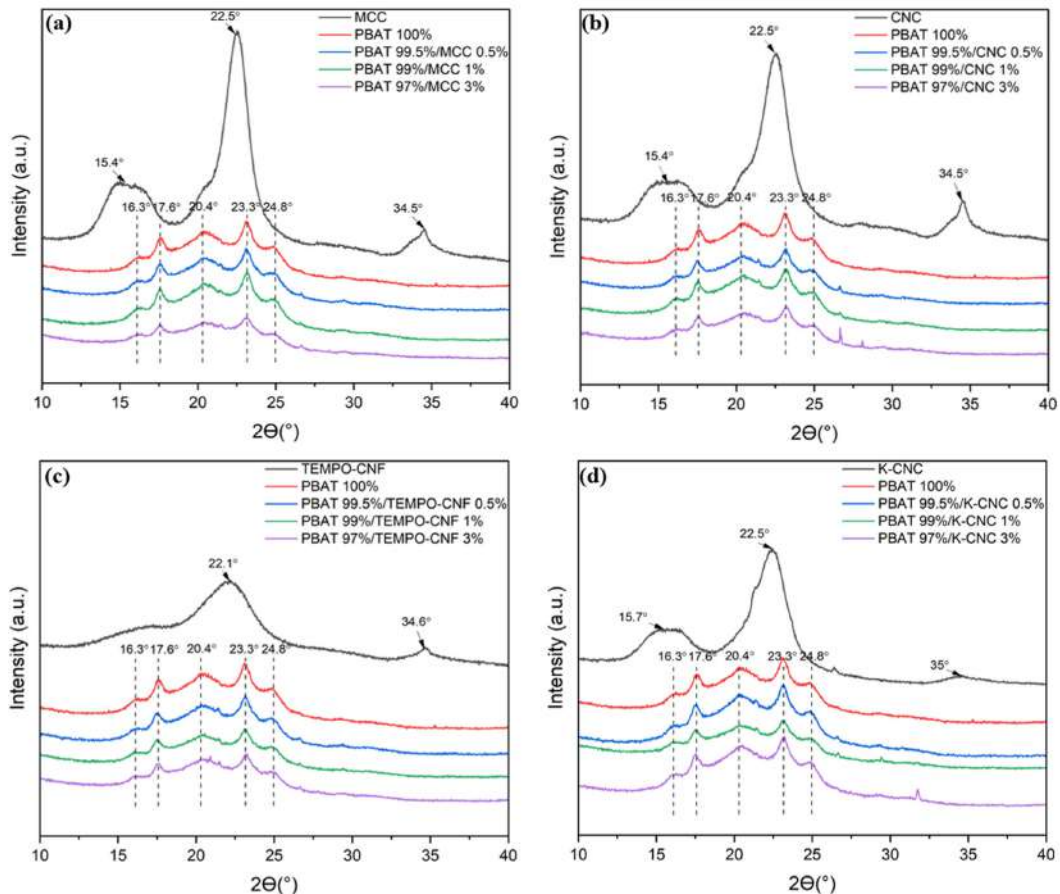 (a)
MCC
PBAT 100%
PBAT 99.5%/MCC 0.5%
PBAT 99%/MCC 1%
PBAT 97%/MCC 3%
22.5°
15.4°
16.3° 17.6° 20.4° 23.3° 24.8°
34.5°
Intensity (a.u.)
10 15 20 25 30 35 40
2Θ(°)
(b)
CNC
PBAT 100%
PBAT 99.5%/CNC 0.5%
PBAT 99%/CNC 1%
PBAT 97%/CNC 3%
22.5°
15.4°
16.3° 17.6° 20.4° 23.3° 24.8°
34.5°
Intensity (a.u.)
10 15 20 25 30 35 40
2Θ(°)
(c)
TEMPO-CNF
PBAT 100%
PBAT 99.5%/TEMPO-CNF 0.5%
PBAT 99%/TEMPO-CNF 1%
PBAT 97%/TEMPO-CNF 3%
22.1°
34.6°
16.3° 17.6° 20.4° 23.3° 24.8°
Intensity (a.u.)
10 15 20 25 30 35 40
2Θ(°)
(d)
K-CNC
PBAT 100%
PBAT 99.5%/K-CNC 0.5%
PBAT 99%/K-CNC 1%
PBAT 97%/K-CNC 3%
22.5°
15.7°
16.3° 17.6° 20.4° 23.3° 24.8°
35°
Intensity (a.u.)
10 15 20 25 30 35 40
2Θ(°)